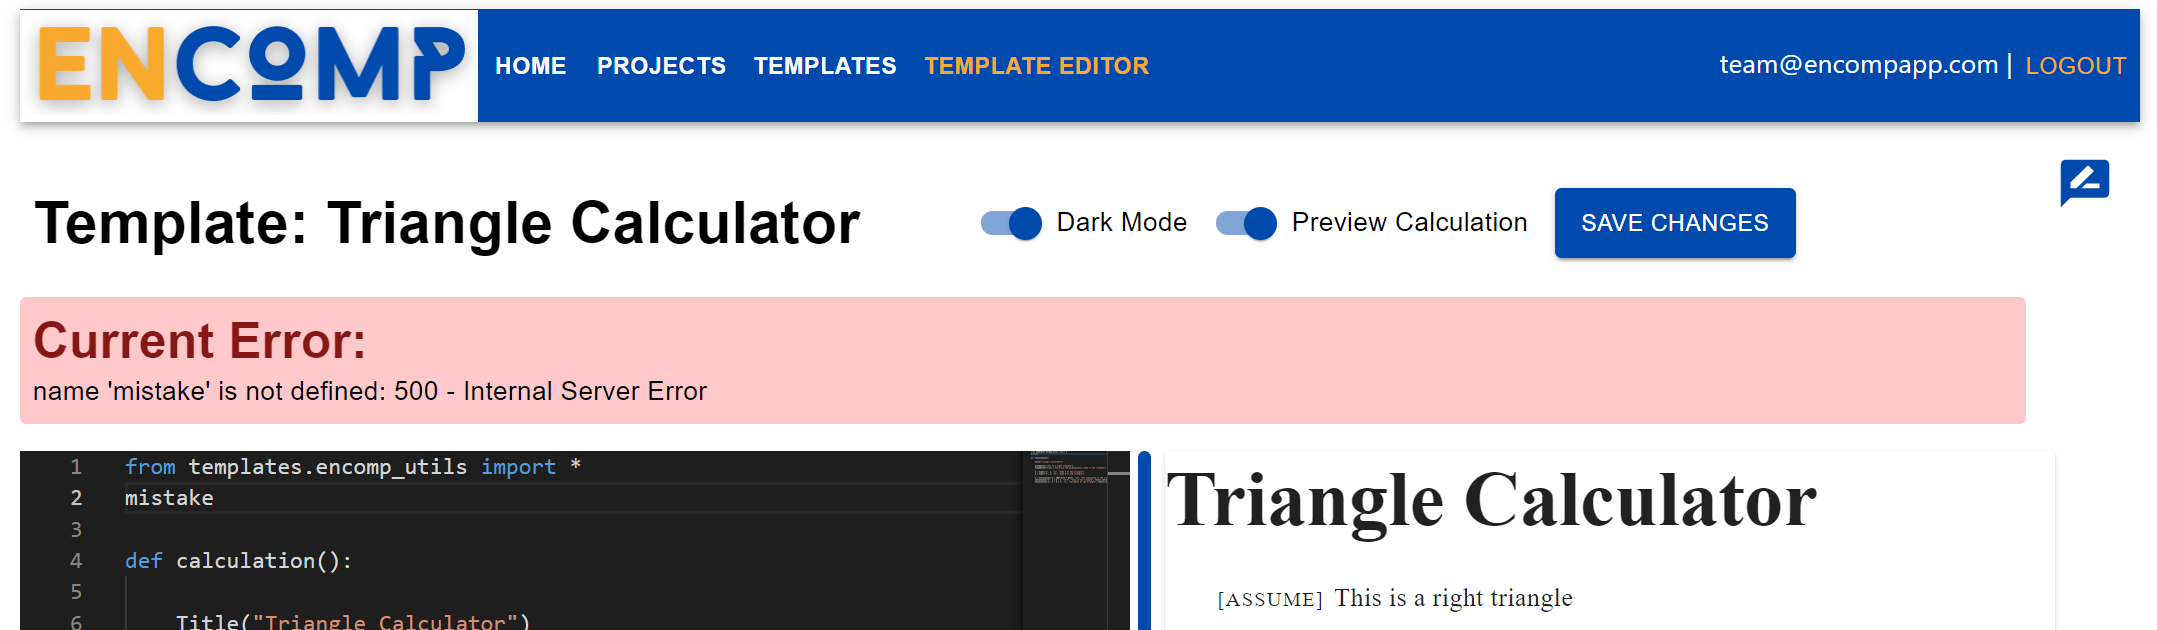 ENCOMP
HOME PROJECTS TEMPLATES TEMPLATE EDITOR team@encompapp.com | LOGOUT
Template: Triangle Calculator
Dark Mode Preview Calculation SAVE CHANGES
Current Error:
name 'mistake' is not defined: 500 - Internal Server Error
1 from templates.encomp_utils import *
2 mistake
3
4 def calculation():
5
6 Title("Triangle Calculator")
Triangle Calculator
[ASSUME] This is a right triangle